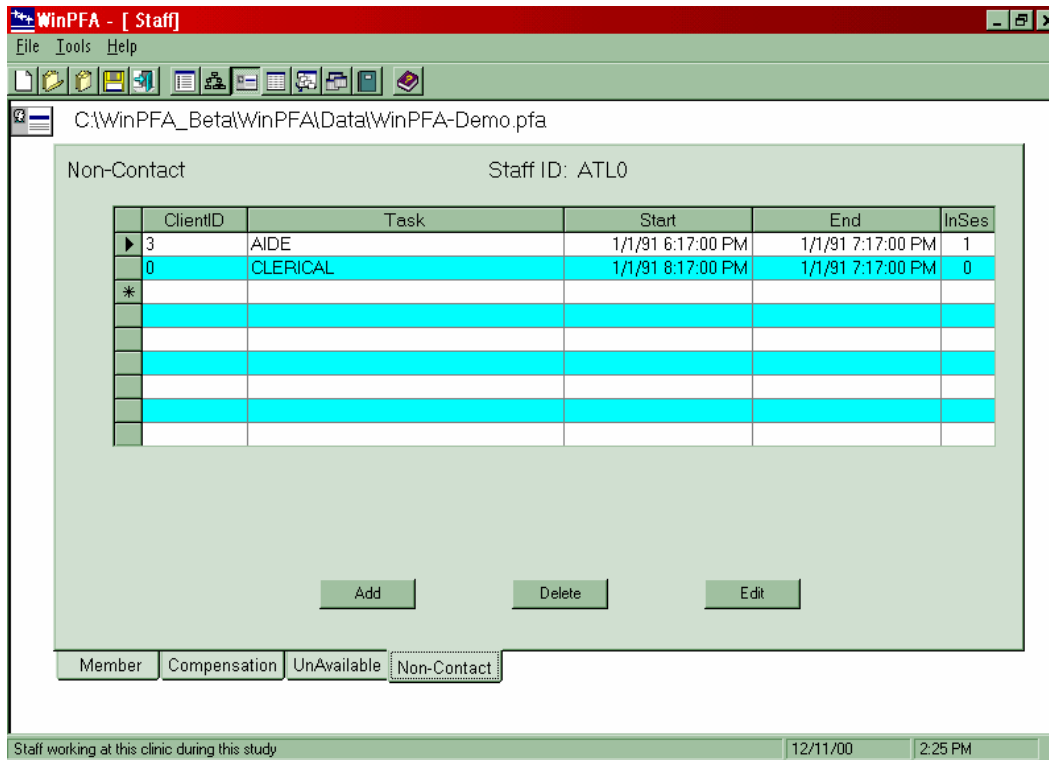 WinPFA - [ Staff]
File Tools Help
C:\WinPFA_Beta\WinPFA\Data\WinPFA-Demo.pfa
Non-Contact Staff ID: ATL0
ClientID Task Start End InSes
3 AIDE 1/1/91 6:17:00 PM 1/1/91 7:17:00 PM 1
0 CLERICAL 1/1/91 8:17:00 PM 1/1/91 7:17:00 PM 0
Add Delete Edit
Member Compensation UnAvailable Non-Contact
Staff working at this clinic during this study 12/11/00 2:25 PM